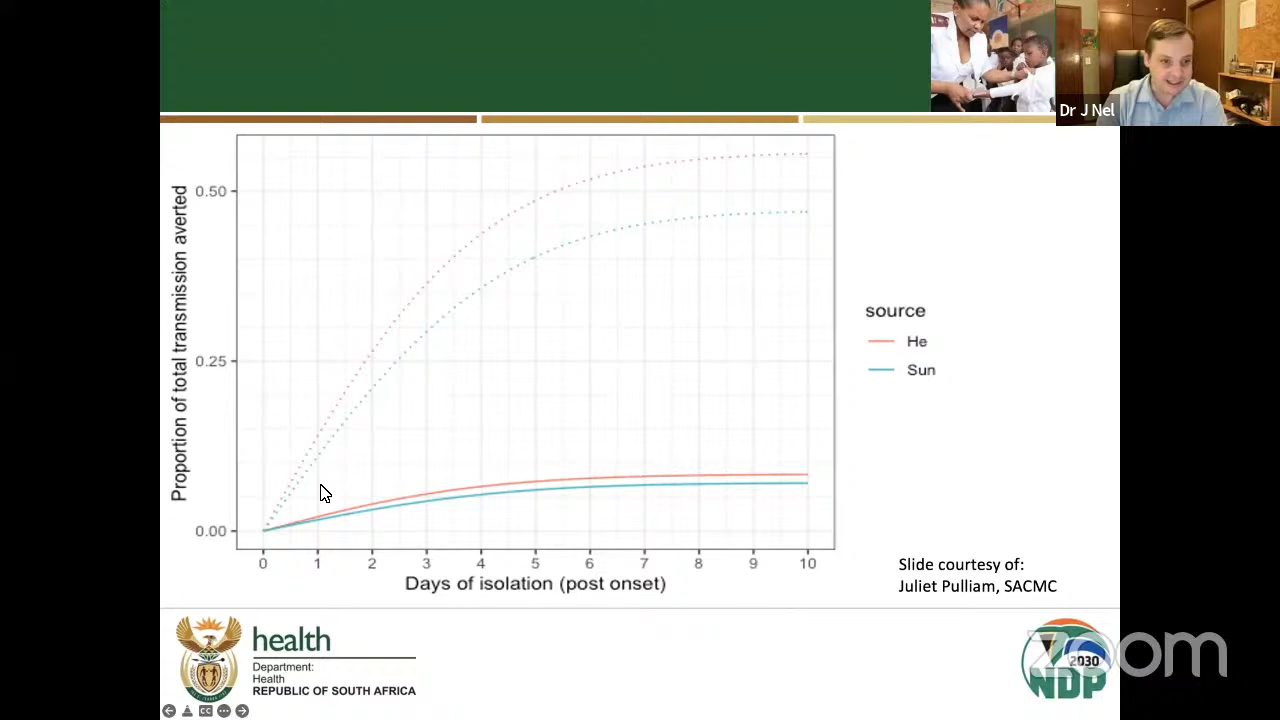 Dr J Nel
Proportion of total transmission averted
0.50
0.25
0.00
0 1 2 3 4 5 6 7 8 9 10
Days of isolation (post onset)
source
He
Sun
Slide courtesy of:
Juliet Pulliam, SACMC
health
Department:
Health
REPUBLIC OF SOUTH AFRICA
2030
NDP
zoom